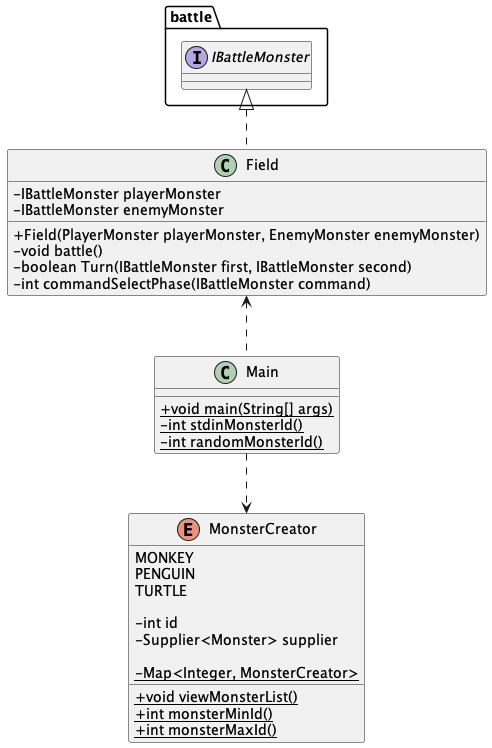 battle
I IBattleMonster
C Field
-IBattleMonster playerMonster
-IBattleMonster enemyMonster
+Field(PlayerMonster playerMonster, EnemyMonster enemyMonster)
-void battle()
-boolean Turn(IBattleMonster first, IBattleMonster second)
-int commandSelectPhase(IBattleMonster command)
C Main
+void main(String[] args)
-int stdinMonsterId()
-int randomMonsterId()
E MonsterCreator
MONKEY
PENGUIN
TURTLE
-int id
-Supplier<Monster> supplier
-Map<Integer, MonsterCreator>
+void viewMonsterList()
+int monsterMinId()
+int monsterMaxId()